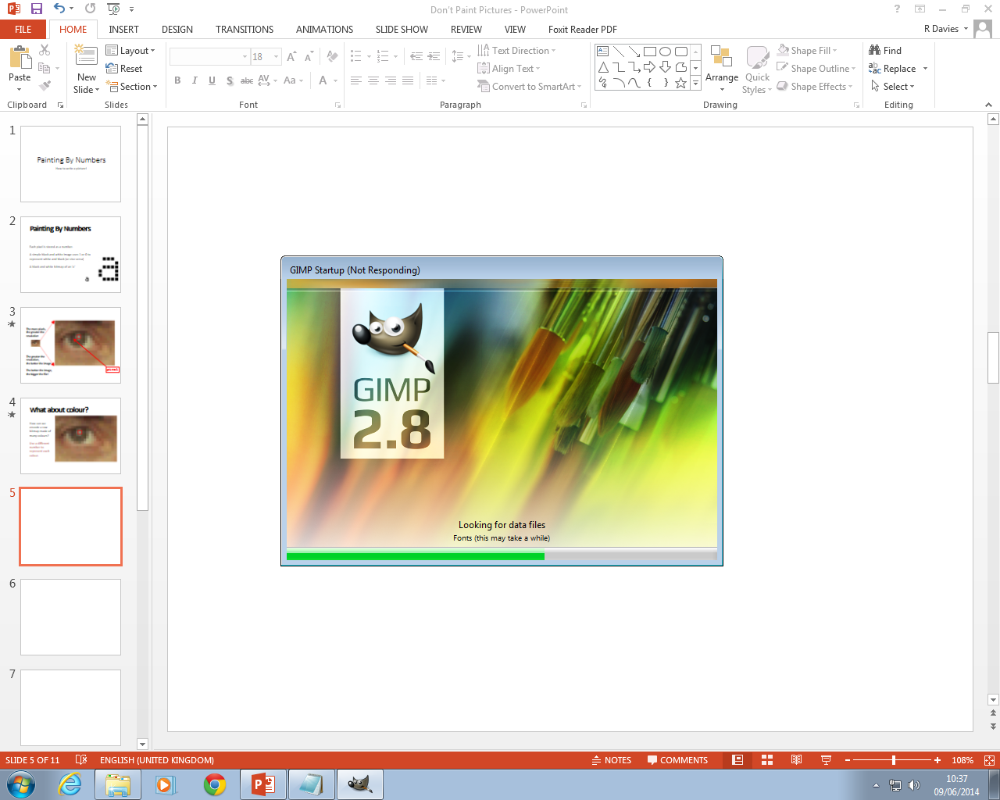 Don't Paint Pictures - PowerPoint
FILE
HOME
INSERT
DESIGN
TRANSITIONS
ANIMATIONS
SLIDE SHOW
REVIEW
VIEW
Foxit Reader PDF
R Davies
Paste
New Slide
Layout
Reset
Section
18
B I U S abc AV Aa A
Text Direction
Align Text
Convert to SmartArt
Arrange
Quick Styles
Shape Fill
Shape Outline
Shape Effects
Find
Replace
Select
Clipboard
Slides
Font
Paragraph
Drawing
Editing
1
Painting By Numbers
2
Painting By Numbers
a
a
3
pixel
4
What about colour?
5
6
7
GIMP Startup (Not Responding)
GIMP
2.8
Looking for data files
Fonts (this may take a while)
SLIDE 5 OF 11
ENGLISH (UNITED KINGDOM)
NOTES
COMMENTS
108%
10:37
09/06/2014